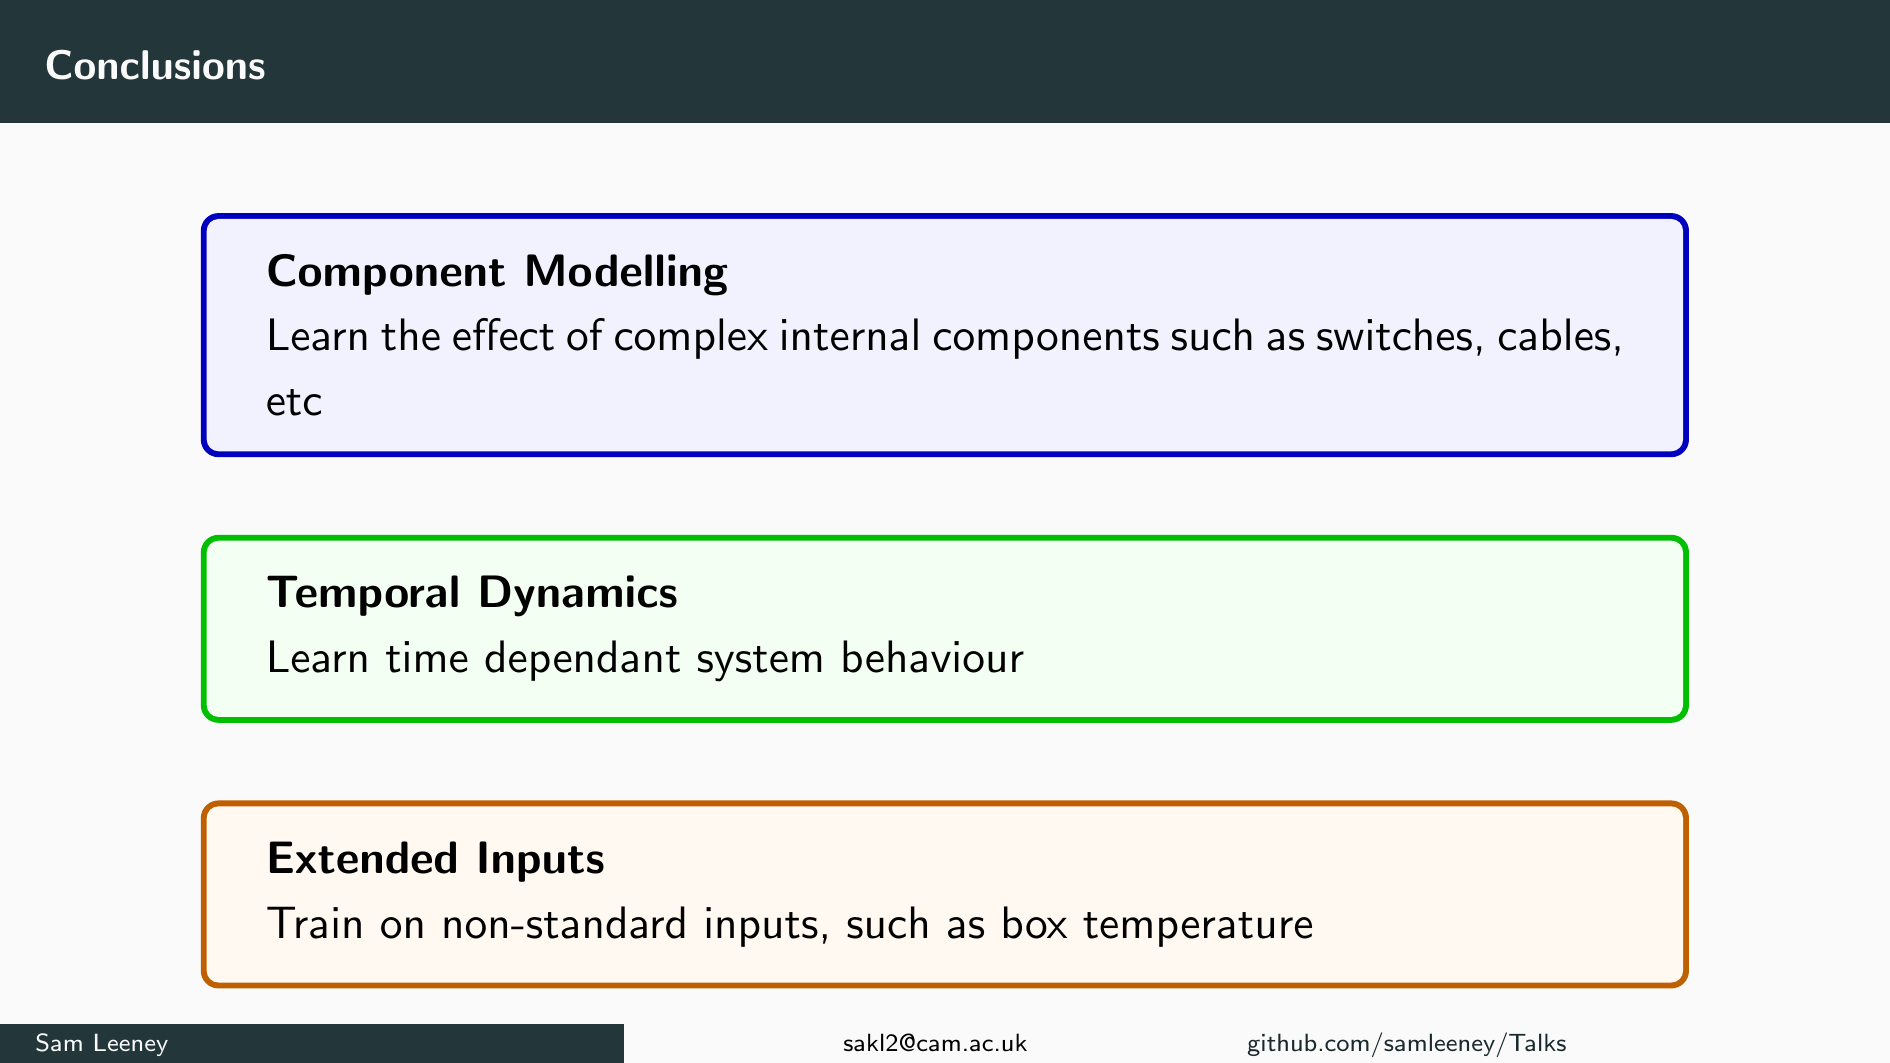 Conclusions
Component Modelling
Learn the effect of complex internal components such as switches, cables,
etc
Temporal Dynamics
Learn time dependant system behaviour
Extended Inputs
Train on non-standard inputs, such as box temperature
Sam Leeney
sakl2@cam.ac.uk
github.com/samleeney/Talks